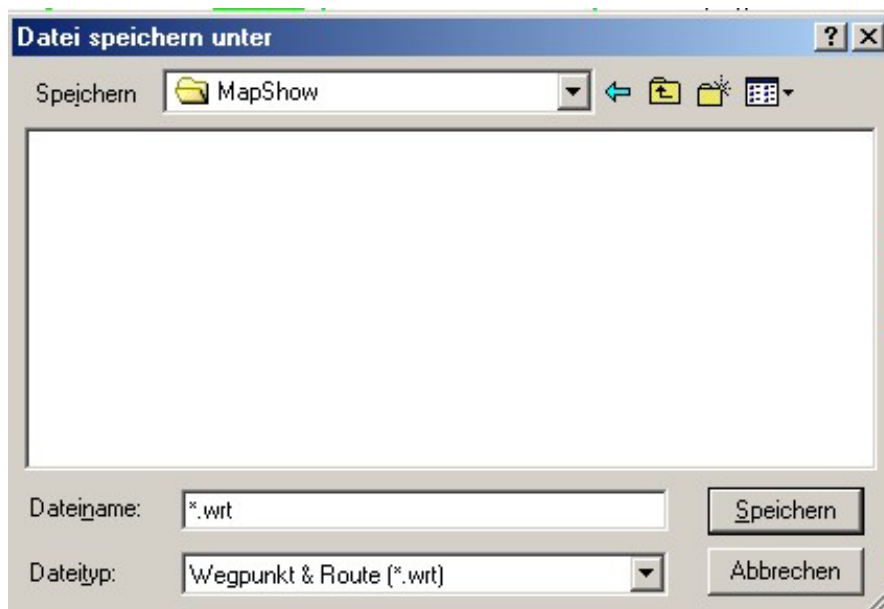 Datei speichern unter
Speichern MapShow
Dateiname: *.wrt Speichern
Dateityp: Wegpunkt & Route (*.wrt) Abbrechen